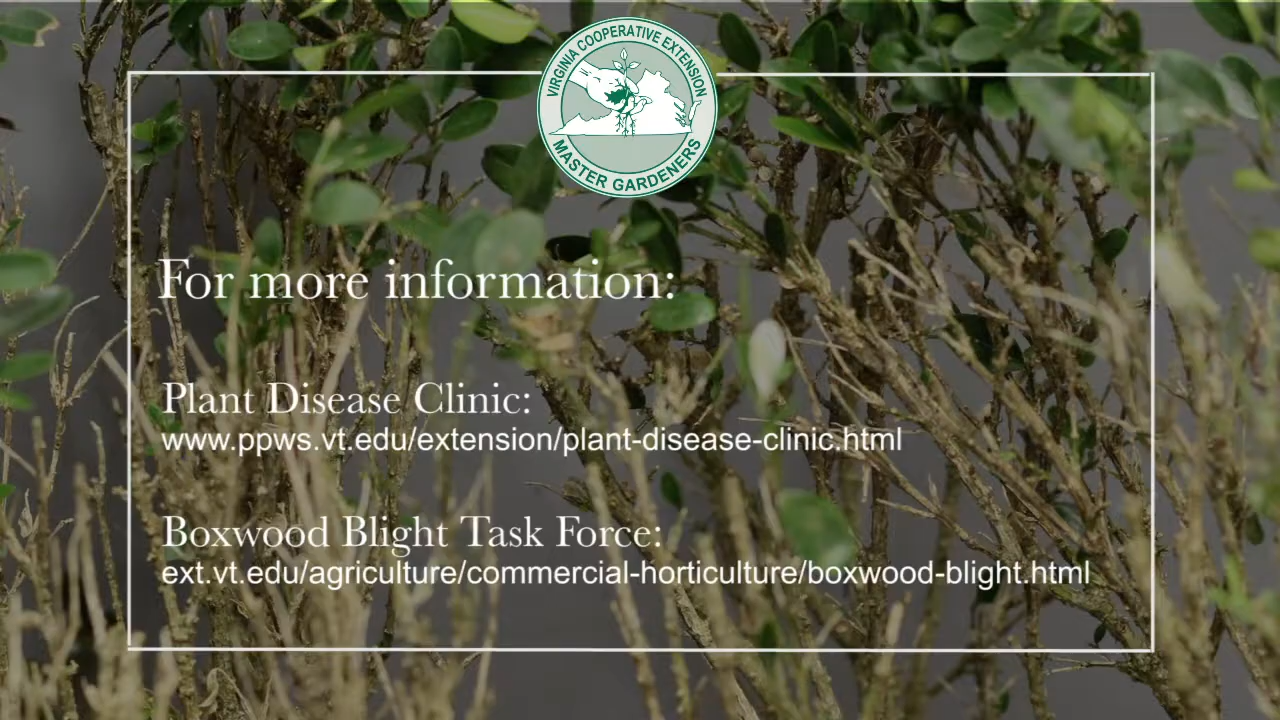 VIRGINIA COOPERATIVE EXTENSION
MASTER GARDENERS
For more information:
Plant Disease Clinic:
www.ppws.vt.edu/extension/plant-disease-clinic.html
Boxwood Blight Task Force:
ext.vt.edu/agriculture/commercial-horticulture/boxwood-blight.html